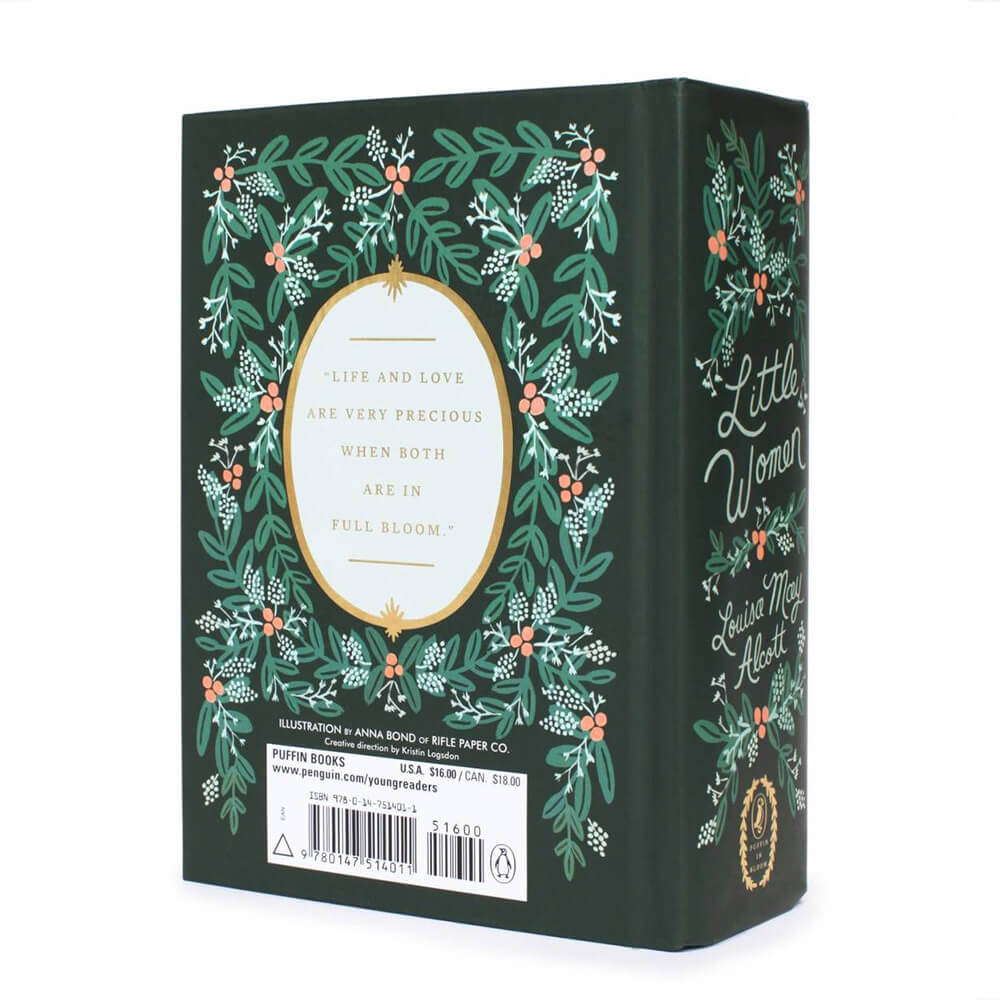 "LIFE AND LOVE
ARE VERY PRECIOUS
WHEN BOTH
ARE IN
FULL BLOOM."
ILLUSTRATION BY ANNA BOND OF RIFLE PAPER CO.
Creative direction by Kristin Logsdon
PUFFIN BOOKS U.S.A. $16.00 / CAN. $18.00
www.penguin.com/youngreaders
ISBN 978-0-14-751401-1
51600
EAN
9 780147 514011
Little
Women
Louisa May
Alcott
PUFFIN
IN
BLOOM